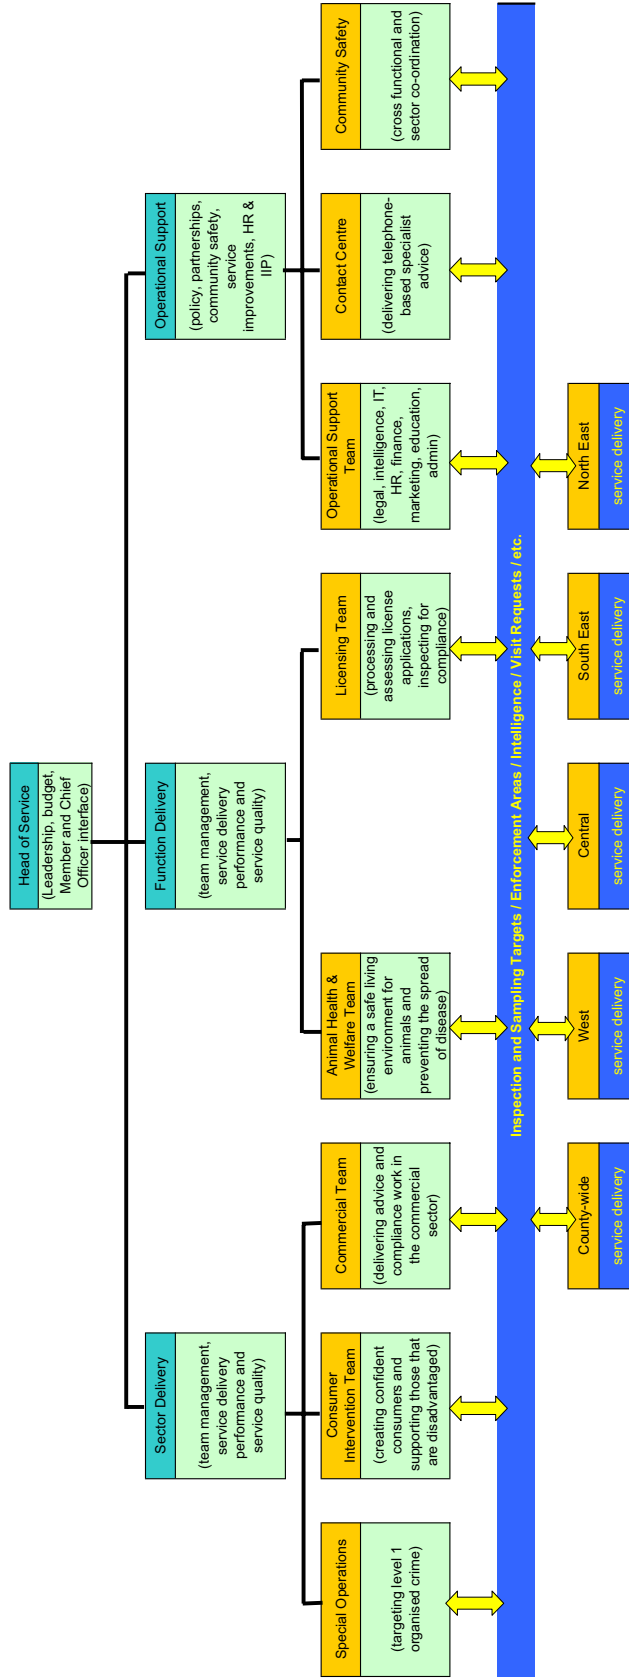 Head of Service
(Leadership, budget,
Member and Chief
Officer interface)
Sector Delivery
(team management,
service delivery
performance and
service quality)
Function Delivery
(team management,
service delivery
performance and
service quality)
Operational Support
(policy, partnerships,
community safety,
service
improvements, HR &
IIP)
Special Operations
(targeting level 1
organised crime)
Consumer
Intervention Team
(creating confident
consumers and
supporting those that
are disadvantaged)
Commercial Team
(delivering advice and
compliance work in
the commercial
sector)
Animal Health &
Welfare Team
(ensuring a safe living
environment for
animals and
preventing the spread
of disease)
Licensing Team
(processing and
assessing license
applications,
inspecting for
compliance)
Operational Support
Team
(legal, intelligence, IT,
HR, finance,
marketing, education,
admin)
Contact Centre
(delivering telephone-
based specialist
advice)
Community Safety
(cross functional and
sector co-ordination)
Inspection and Sampling Targets / Enforcement Areas / Intelligence / Visit Requests / etc.
County-wide
service delivery
West
service delivery
Central
service delivery
South East
service delivery
North East
service delivery